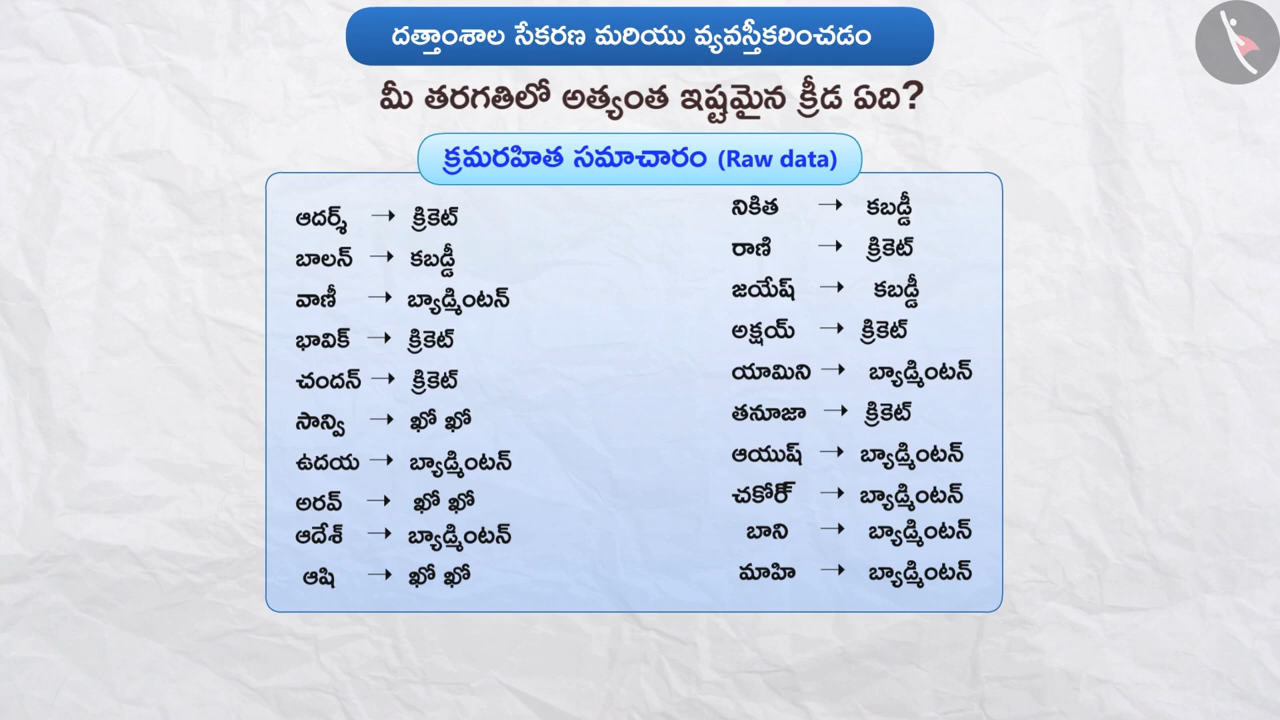 దత్తాంశాల సేకరణ మరియు వ్యవస్తీకరించడం
మీ తరగతిలో అత్యంత ఇష్టమైన క్రీడ ఏది?
క్రమరహిత సమాచారం (Raw data)
ఆదర్శ్ → క్రికెట్
బాలన్ → కబడ్డీ
వాణీ → బ్యాడ్మింటన్
భావిక్ → క్రికెట్
చందన్ → క్రికెట్
సాన్వి → ఖో ఖో
ఉదయ → బ్యాడ్మింటన్
అరవ్ → ఖో ఖో
ఆదేశ్ → బ్యాడ్మింటన్
ఆషి → ఖో ఖో
నికిత → కబడ్డీ
రాణి → క్రికెట్
జయేష్ → కబడ్డీ
అక్షయ్ → క్రికెట్
యామిని → బ్యాడ్మింటన్
తనూజా → క్రికెట్
ఆయుష్ → బ్యాడ్మింటన్
చకోర్ → బ్యాడ్మింటన్
బాని → బ్యాడ్మింటన్
మాహి → బ్యాడ్మింటన్